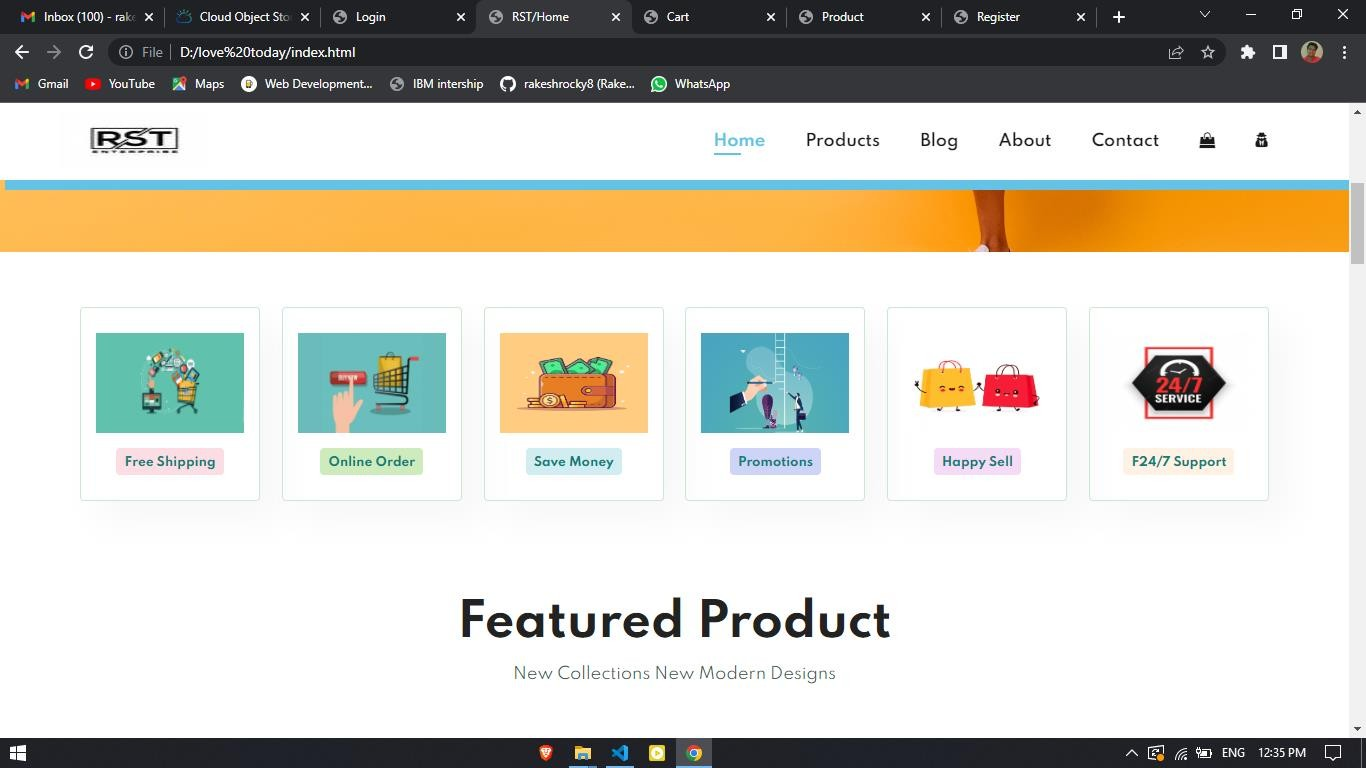 Inbox (100) - rake
Cloud Object Sto
Login
RST/Home
Cart
Product
Register
File
D:/love%20today/index.html
Gmail
YouTube
Maps
Web Development...
IBM intership
rakeshrocky8 (Rake...
WhatsApp
RST
ENTERPRISE
Home
Products
Blog
About
Contact
24/7
SERVICE
Free Shipping
Online Order
Save Money
Promotions
Happy Sell
F24/7 Support
Featured Product
New Collections New Modern Designs
ENG
12:35 PM